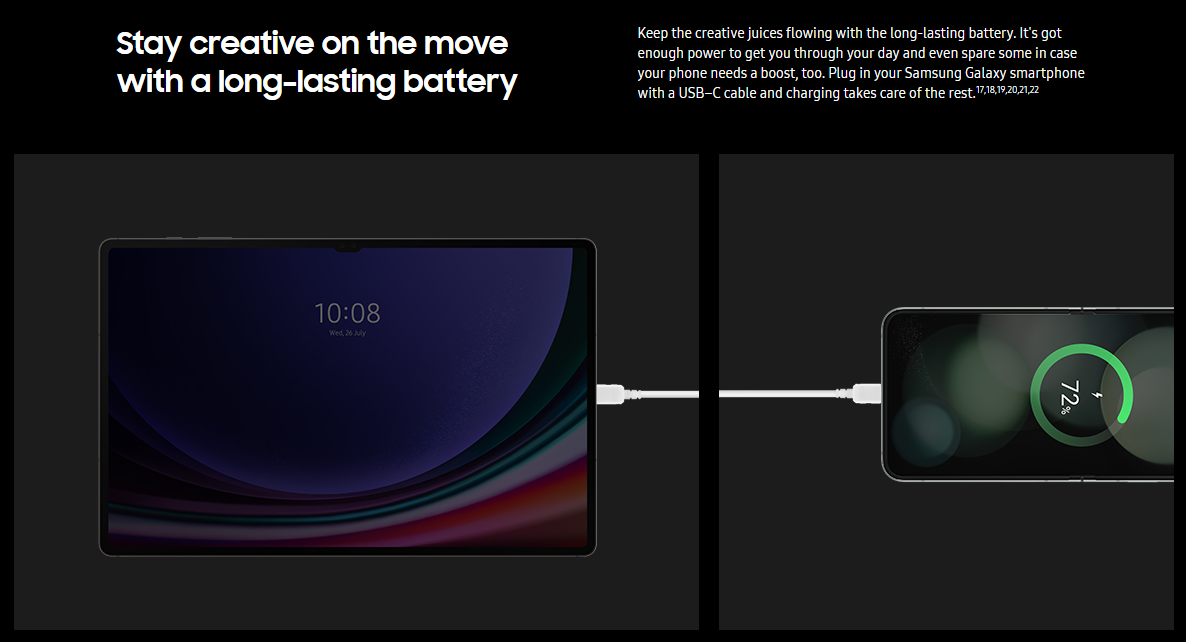 Stay creative on the move
with a long-lasting battery
Keep the creative juices flowing with the long-lasting battery. It's got
enough power to get you through your day and even spare some in case
your phone needs a boost, too. Plug in your Samsung Galaxy smartphone
with a USB-C cable and charging takes care of the rest.17,18,19,20,21,22
10:08
Wed, 26 July
72%